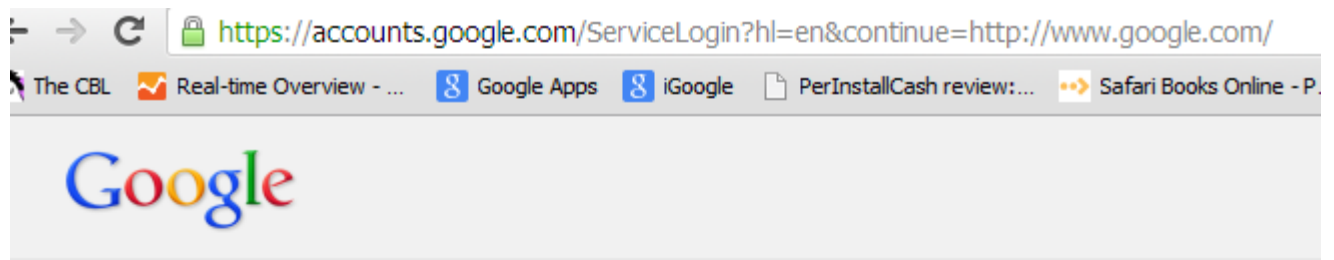 https://accounts.google.com/ServiceLogin?hl=en&continue=http://www.google.com/
The CBL Real-time Overview - ... Google Apps iGoogle PerInstallCash review:... Safari Books Online - P.
Google